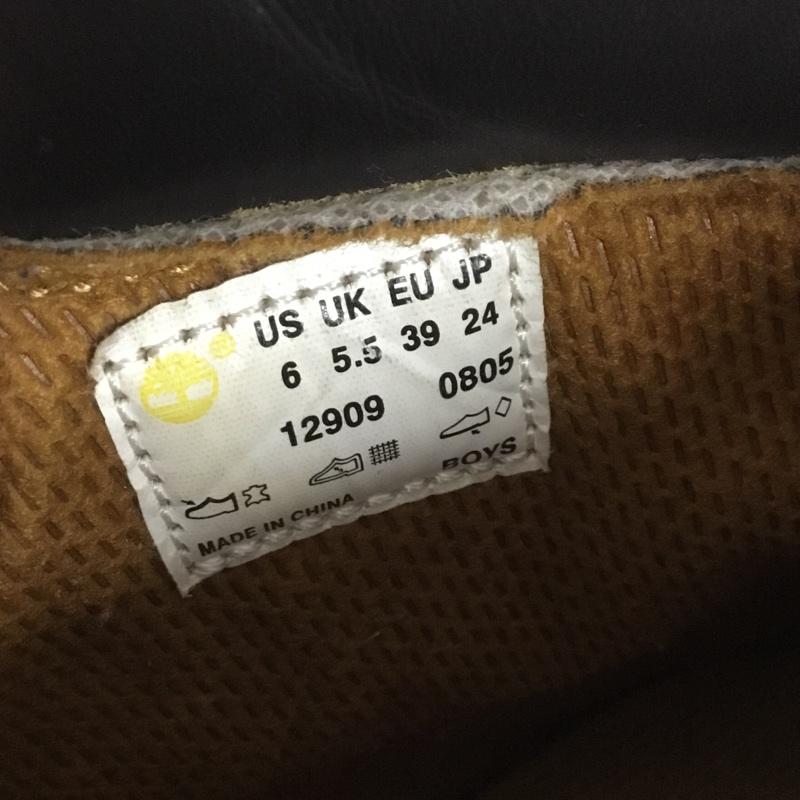 US UK EU JP
6 5.5 39 24
12909 0805
BOYS
MADE IN CHINA